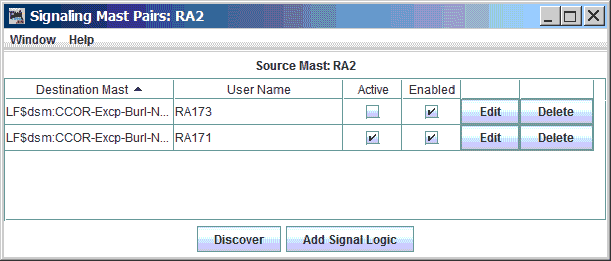 Signaling Mast Pairs: RA2
Window Help
Source Mast: RA2
Destination Mast User Name Active Enabled
LF$dsm:CCOR-Excp-Burl-N... RA173 Edit Delete
LF$dsm:CCOR-Excp-Burl-N... RA171 Edit Delete
Discover Add Signal Logic